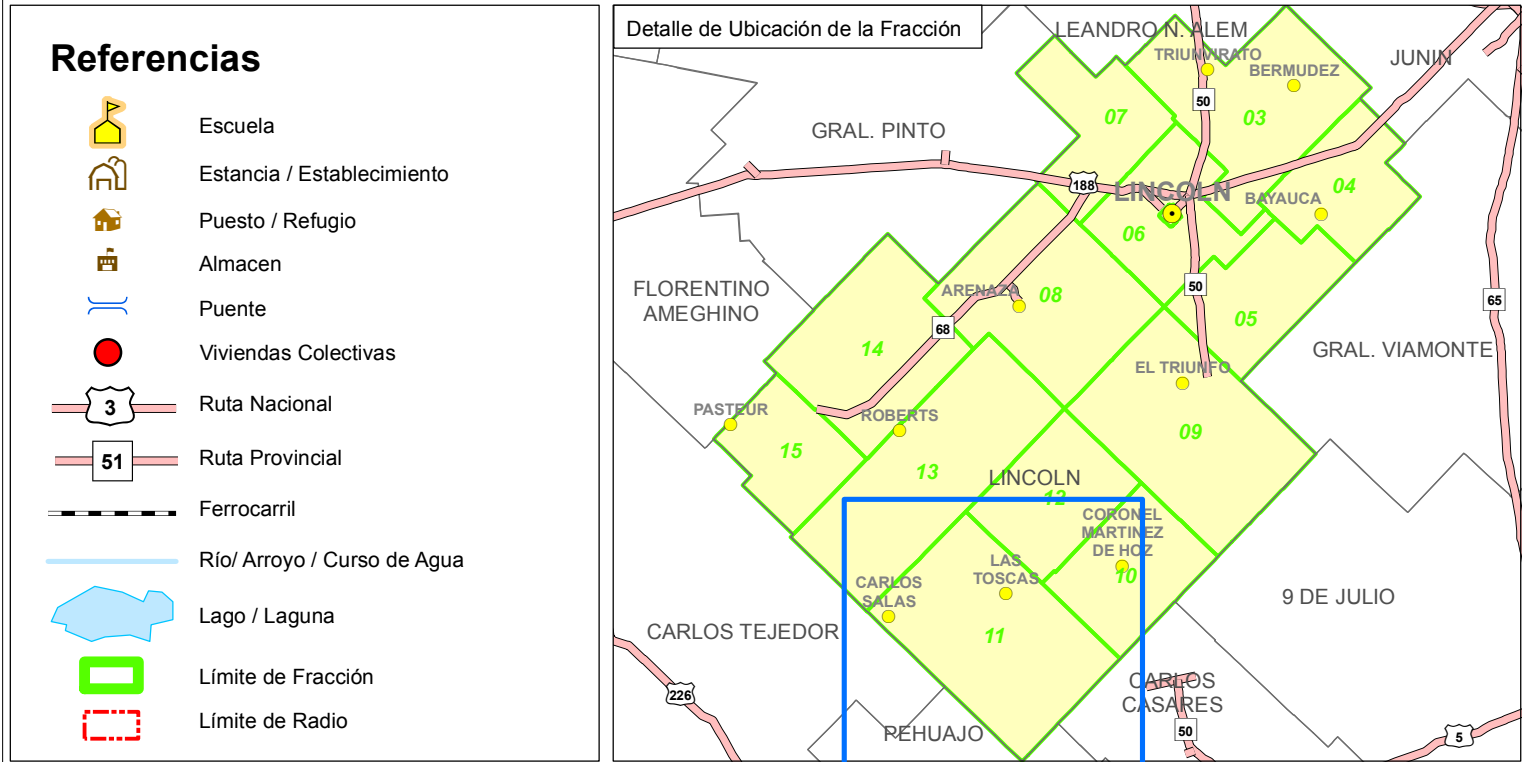 Referencias
Escuela
Estancia / Establecimiento
Puesto / Refugio
Almacen
Puente
Viviendas Colectivas
3
Ruta Nacional
51
Ruta Provincial
Ferrocarril
Río/ Arroyo / Curso de Agua
Lago / Laguna
Límite de Fracción
Límite de Radio
Detalle de Ubicación de la Fracción
LEANDRO N. ALEM
TRIUNVIRATO
BERMUDEZ
JUNIN
50
07
03
GRAL. PINTO
188
LINCOLN
BAYAUCA
04
06
FLORENTINO
AMEGHINO
ARENAZA
08
50
65
05
68
14
GRAL. VIAMONTE
EL TRIUNFO
PASTEUR
ROBERTS
09
15
13
LINCOLN
12
CORONEL
MARTINEZ
DE HOZ
10
LAS
TOSCAS
CARLOS
SALAS
9 DE JULIO
CARLOS TEJEDOR
11
226
CARLOS
CASARES
PEHUAJO
50
5